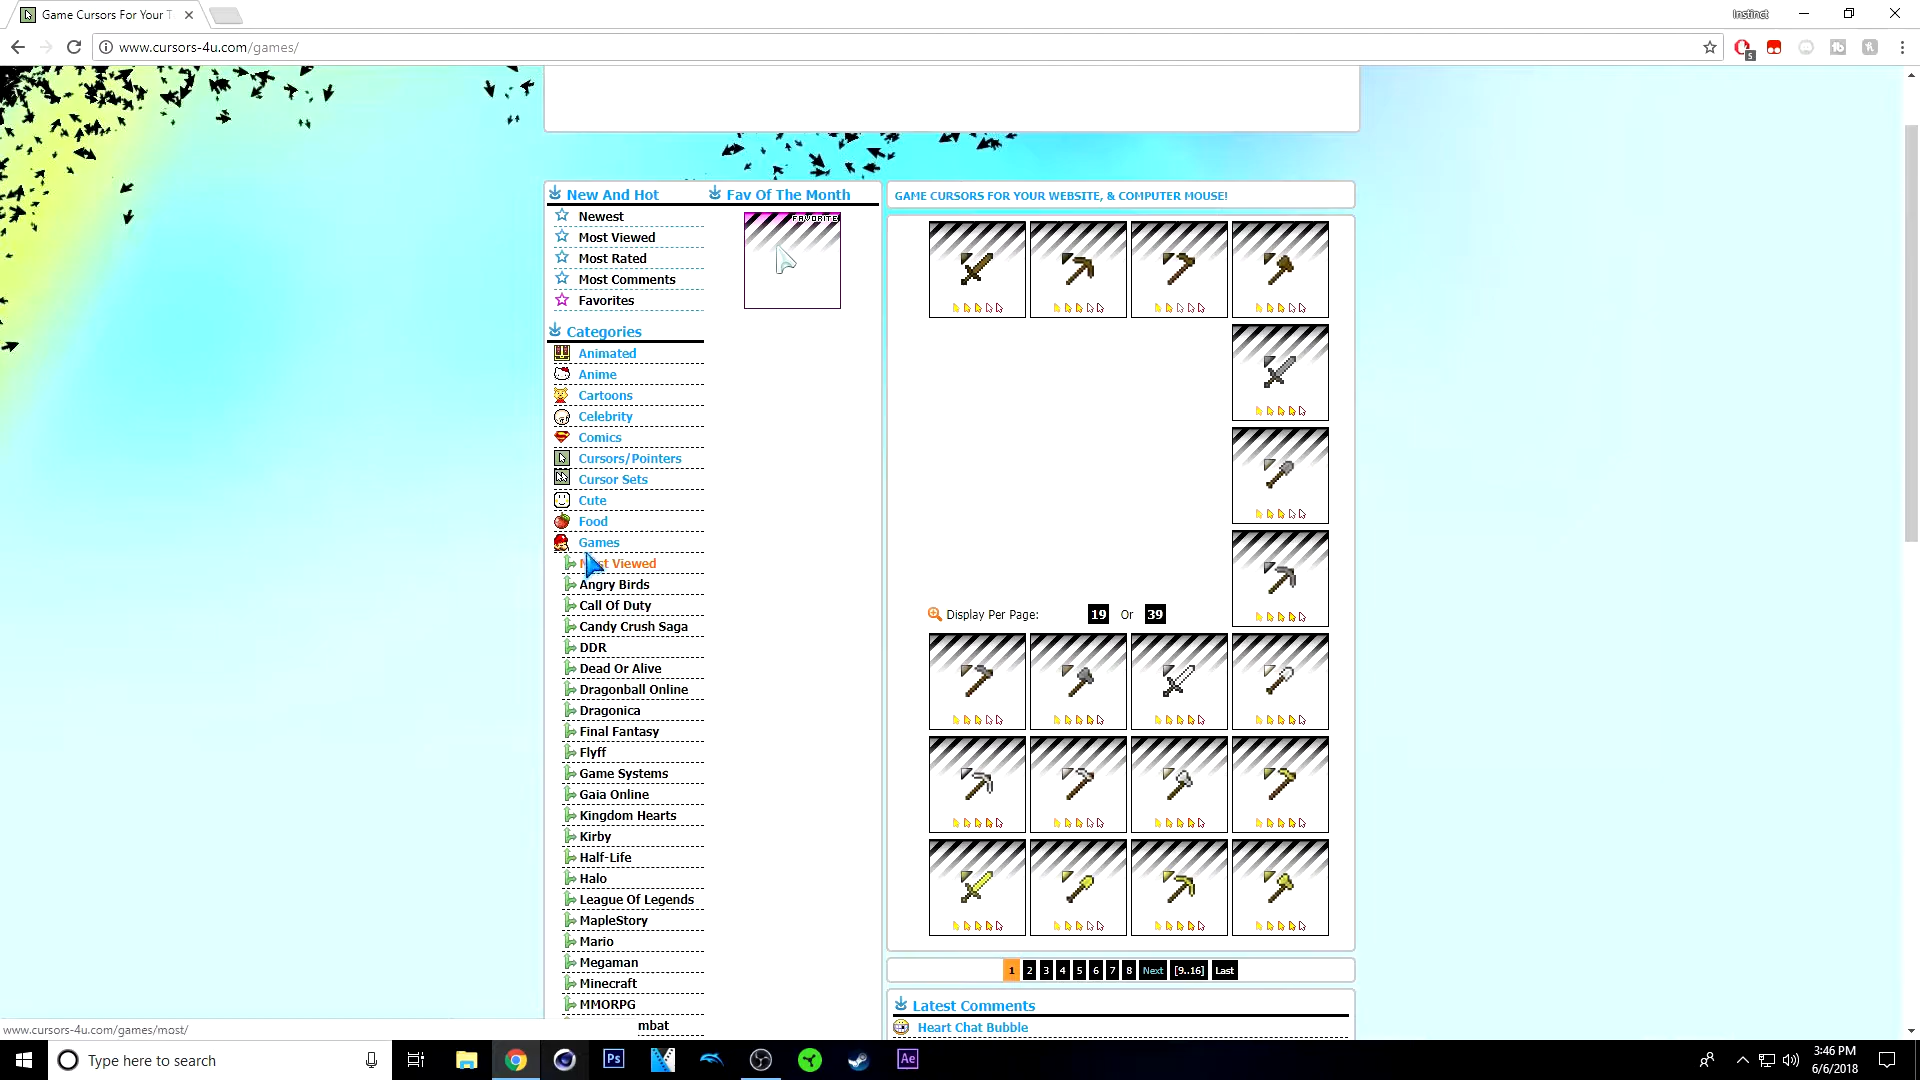 Game Cursors For Your T
Instinct
www.cursors-4u.com/games/
5
New And Hot
Newest
Most Viewed
Most Rated
Most Comments
Favorites
Categories
Animated
Anime
Cartoons
Celebrity
Comics
Cursors/Pointers
Cursor Sets
Cute
Food
Games
st Viewed
Angry Birds
Call Of Duty
Candy Crush Saga
DDR
Dead Or Alive
Dragonball Online
Dragonica
Final Fantasy
Flyff
Game Systems
Gaia Online
Kingdom Hearts
Kirby
Half-Life
Halo
League Of Legends
MapleStory
Mario
Megaman
Minecraft
MMORPG
mbat
Fav Of The Month
FAVORITE
GAME CURSORS FOR YOUR WEBSITE, & COMPUTER MOUSE!
Display Per Page: 19 Or 39
1 2 3 4 5 6 7 8 Next [9..16] Last
Latest Comments
Heart Chat Bubble
www.cursors-4u.com/games/most/
Type here to search
Ps
Ae
3:46 PM
6/6/2018